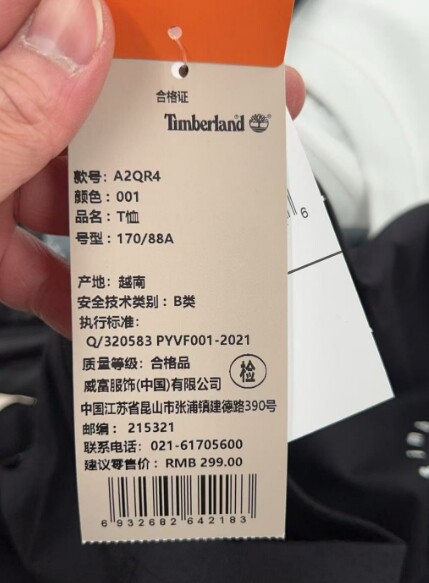 合格证
Timberland
款号：A2QR4
颜色：001
品名：T恤
号型：170/88A
产地：越南
安全技术类别：B类
执行标准：
Q/320583 PYVF001-2021
质量等级：合格品
检
威富服饰(中国)有限公司
中国江苏省昆山市张浦镇建德路390号
邮编：215321
联系电话：021-61705600
建议零售价：RMB 299.00
6 932682 642183
6